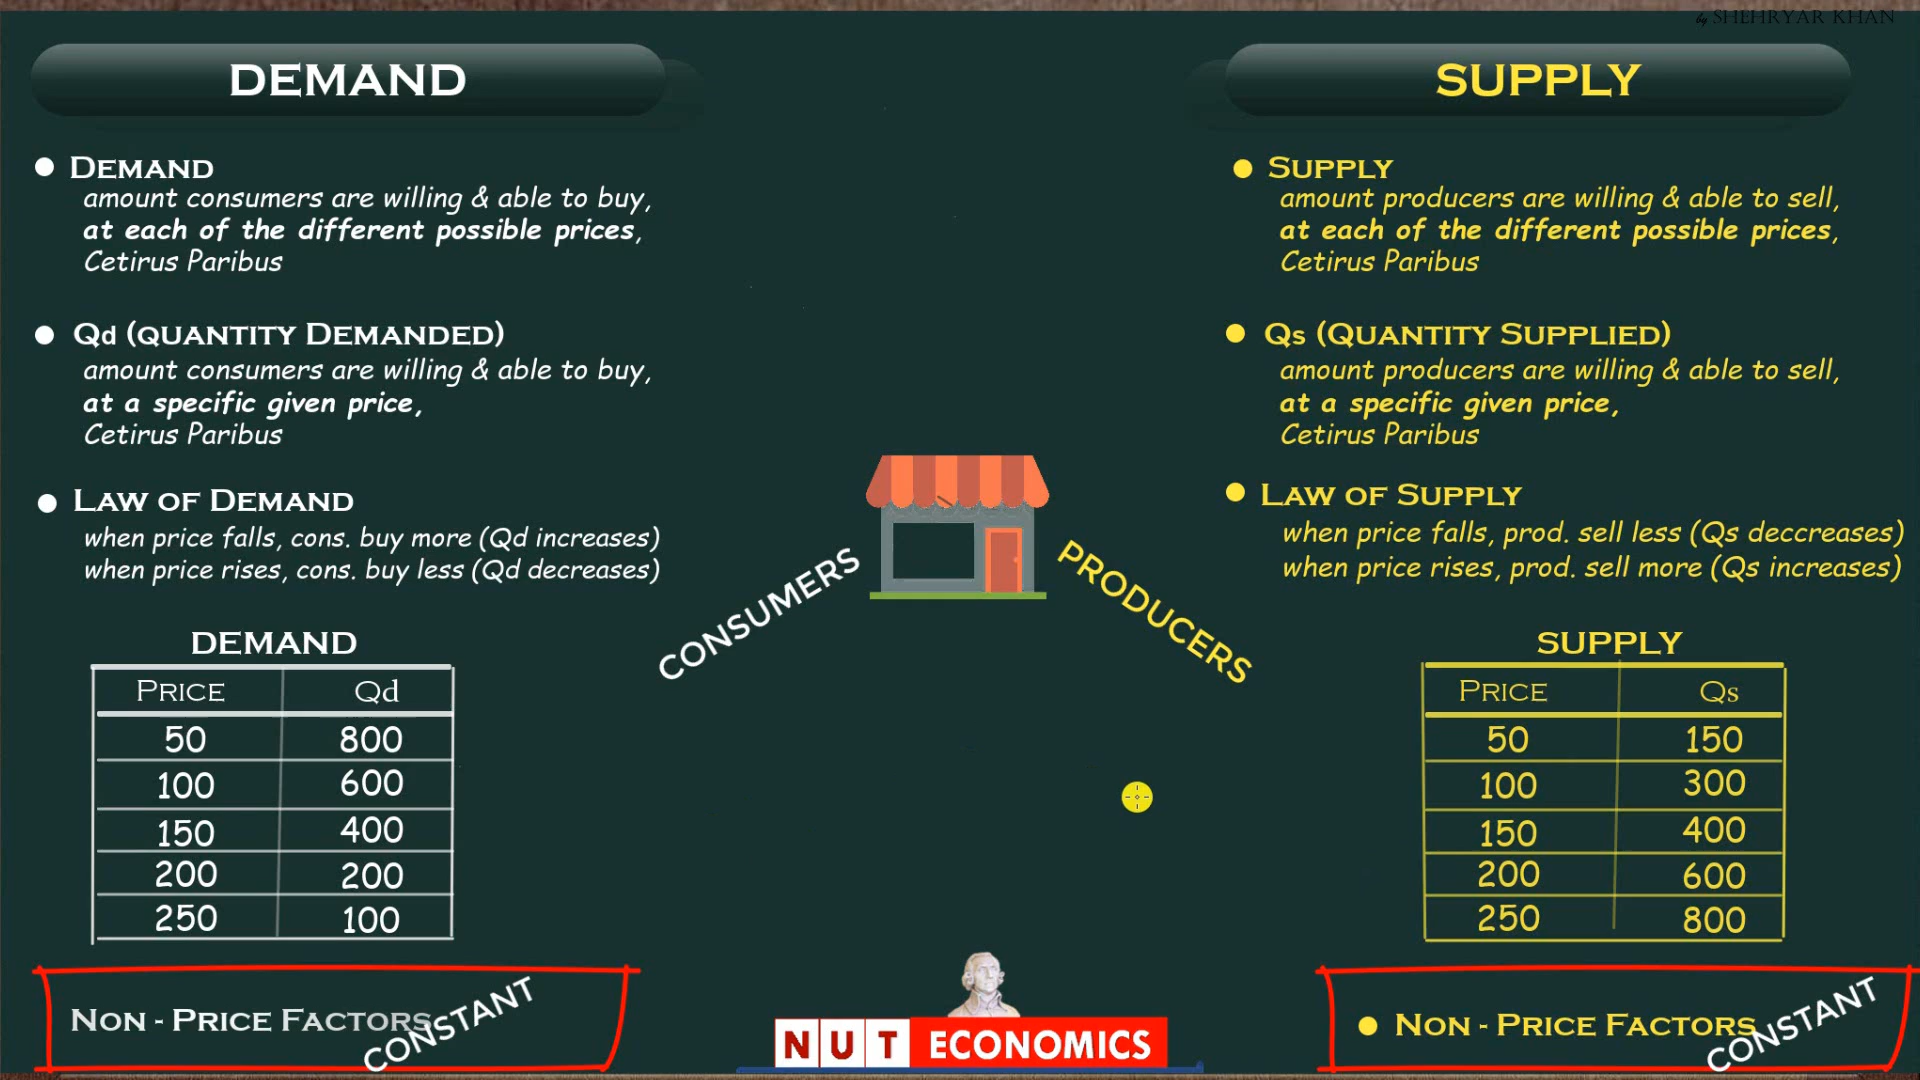 by SHEHRYAR KHAN
DEMAND
DEMAND
amount consumers are willing & able to buy,
at each of the different possible prices,
Cetirus Paribus
Qd (QUANTITY DEMANDED)
amount consumers are willing & able to buy,
at a specific given price,
Cetirus Paribus
LAW OF DEMAND
when price falls, cons. buy more (Qd increases)
when price rises, cons. buy less (Qd decreases)
DEMAND
PRICE Qd
50 800
100 600
150 400
200 200
250 100
NON - PRICE FACTORS
CONSTANT
CONSUMERS
PRODUCERS
NUT ECONOMICS
SUPPLY
SUPPLY
amount producers are willing & able to sell,
at each of the different possible prices,
Cetirus Paribus
Qs (QUANTITY SUPPLIED)
amount producers are willing & able to sell,
at a specific given price,
Cetirus Paribus
LAW OF SUPPLY
when price falls, prod. sell less (Qs deccreases)
when price rises, prod. sell more (Qs increases)
SUPPLY
PRICE Qs
50 150
100 300
150 400
200 600
250 800
NON - PRICE FACTORS
CONSTANT